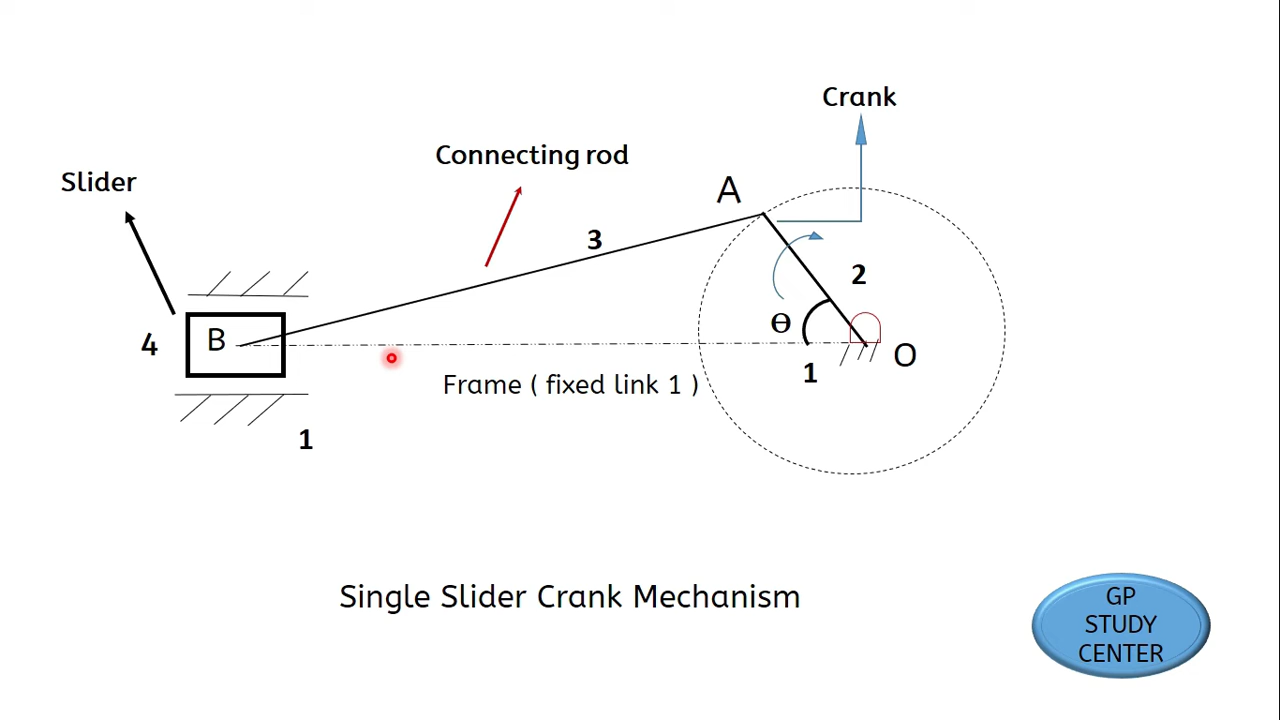 Crank
Connecting rod
Slider
A
3
2
4
B
ϴ
O
1
Frame ( fixed link 1 )
1
Single Slider Crank Mechanism
GP
STUDY
CENTER